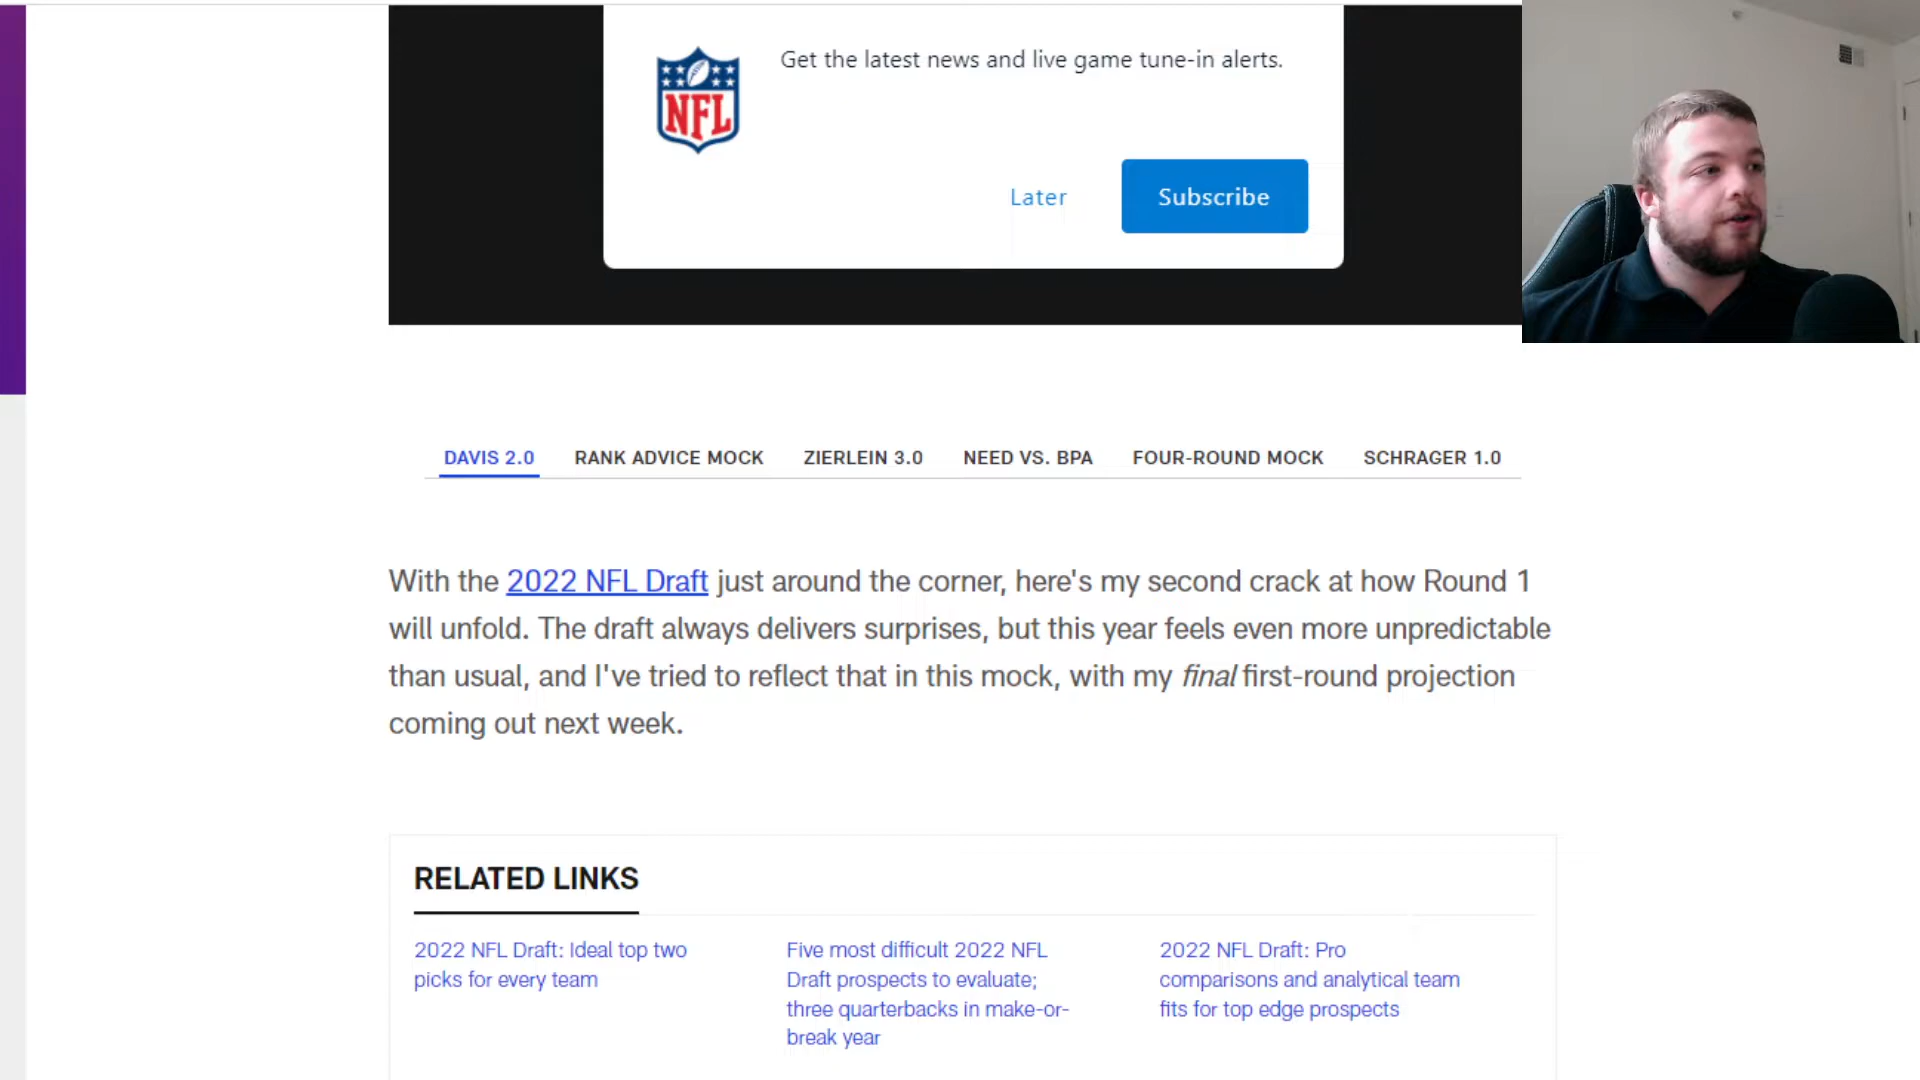 Get the latest news and live game tune-in alerts.
NFL
Later
Subscribe
DAVIS 2.0
RANK ADVICE MOCK
ZIERLEIN 3.0
NEED VS. BPA
FOUR-ROUND MOCK
SCHRAGER 1.0
With the 2022 NFL Draft just around the corner, here's my second crack at how Round 1
will unfold. The draft always delivers surprises, but this year feels even more unpredictable
than usual, and I've tried to reflect that in this mock, with my final first-round projection
coming out next week.
RELATED LINKS
2022 NFL Draft: Ideal top two
picks for every team
Five most difficult 2022 NFL
Draft prospects to evaluate;
three quarterbacks in make-or-
break year
2022 NFL Draft: Pro
comparisons and analytical team
fits for top edge prospects